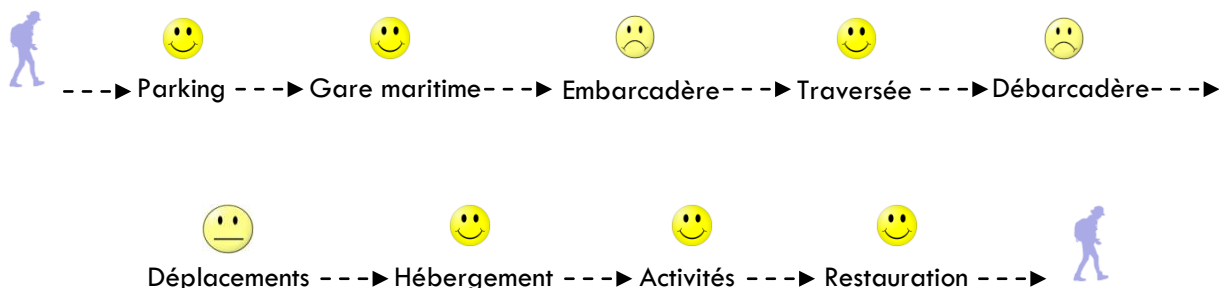 Parking Gare maritime Embarcadère Traversée Débarcadère
Déplacements Hébergement Activités Restauration